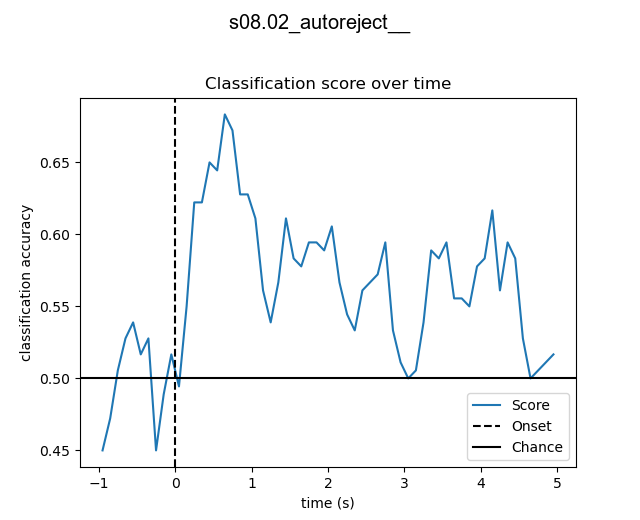 s08.02_autoreject__
Classification score over time
classification accuracy
0.65
0.60
0.55
0.50
0.45
Score
Onset
Chance
−1 0 1 2 3 4 5
time (s)